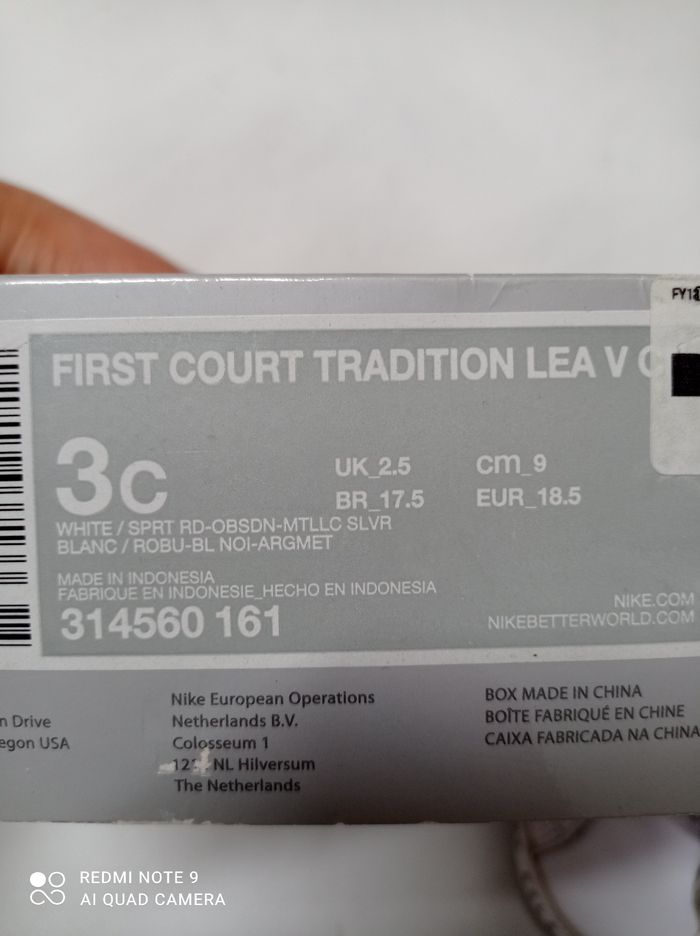 FY18
FIRST COURT TRADITION LEA V
3C
UK_2.5
cm_9
BR_17.5
EUR_18.5
WHITE / SPRT RD-OBSDN-MTLLC SLVR
BLANC / ROBU-BL NOI-ARGMET
MADE IN INDONESIA
FABRIQUE EN INDONESIE_HECHO EN INDONESIA
314560 161
NIKE.COM
NIKEBETTERWORLD.COM
Drive
USA
Nike European Operations
Netherlands B.V.
Colosseum 1
NL Hilversum
The Netherlands
BOX MADE IN CHINA
BOÎTE FABRIQUÉ EN CHINE
CAIXA FABRICADA NA CHINA
REDMI NOTE 9
AI QUAD CAMERA